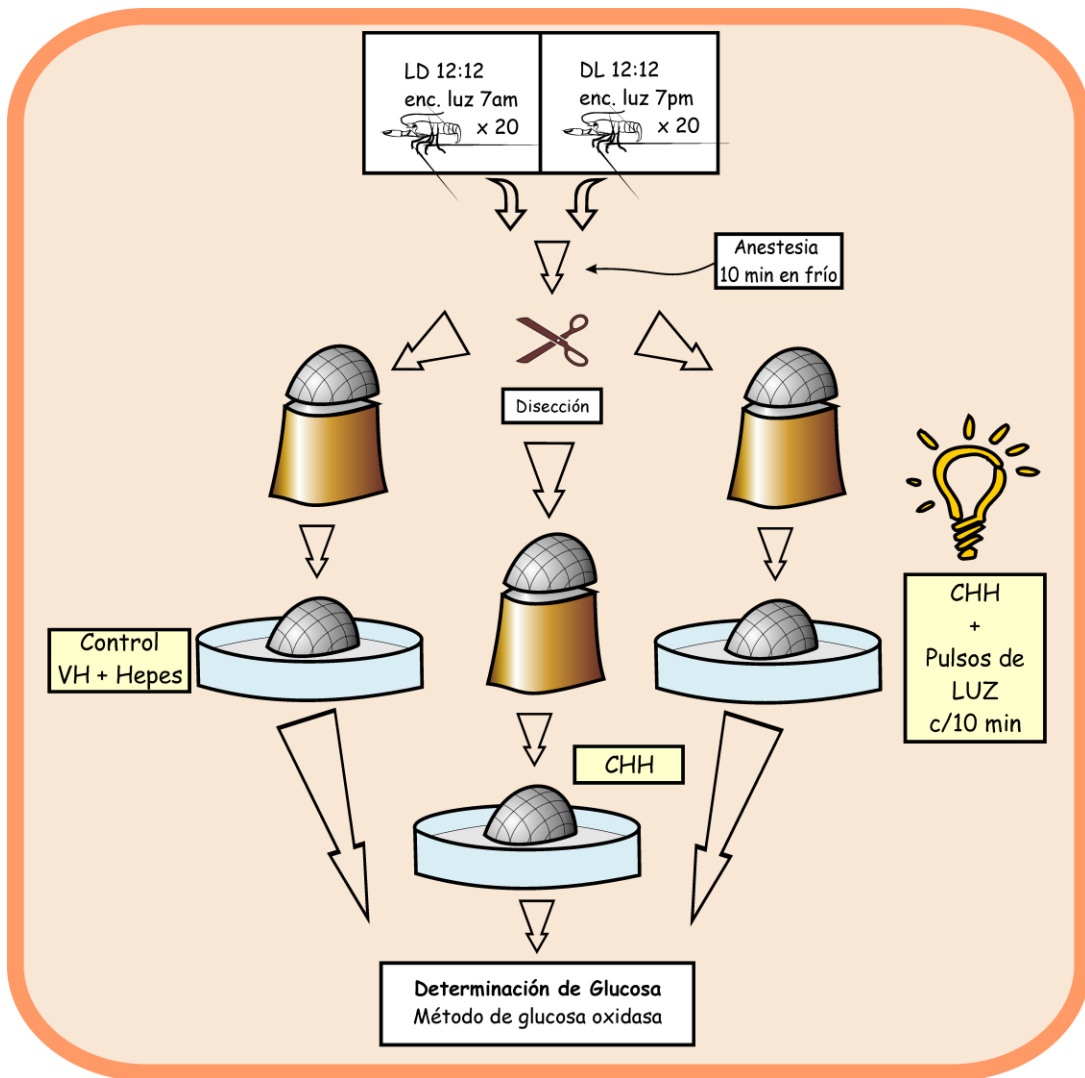 LD 12:12
enc. luz 7am
x 20
DL 12:12
enc. luz 7pm
x 20
Anestesia
10 min en frío
Disección
Control
VH + Hepes
CHH
CHH
+
Pulsos de
LUZ
c/10 min
Determinación de Glucosa
Método de glucosa oxidasa